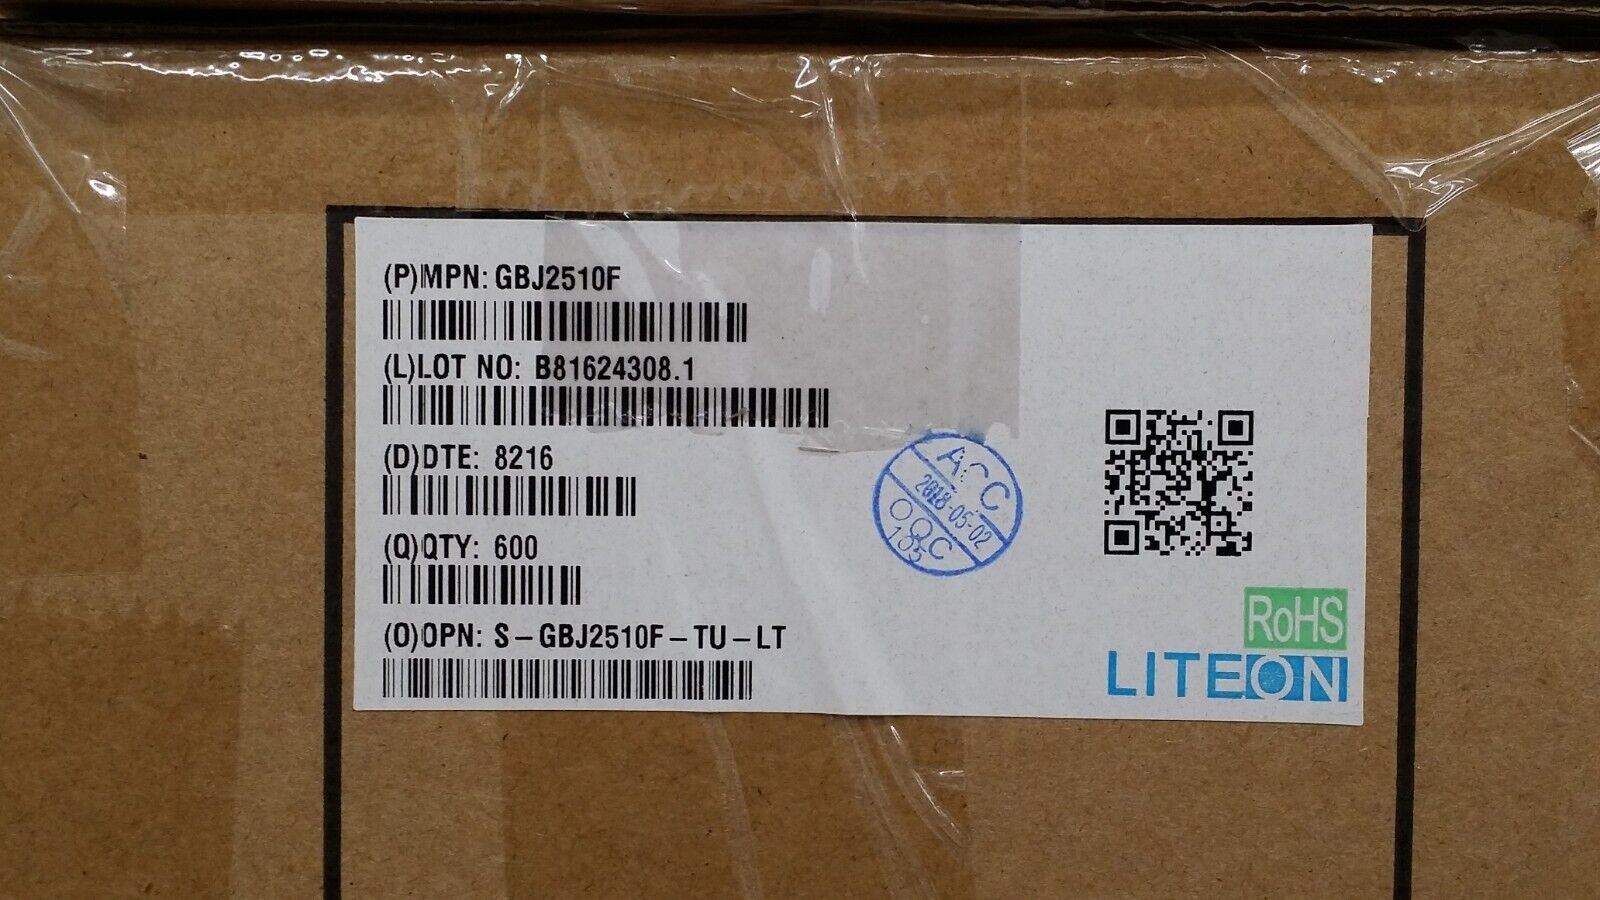 (P)MPN: GBJ2510F
(L)LOT NO: B81624308.1
(D)DTE: 8216
(Q)QTY: 600
(O)OPN: S-GBJ2510F-TU-LT
ACC
2018-05-02
OQC
105
RoHS
LITEON